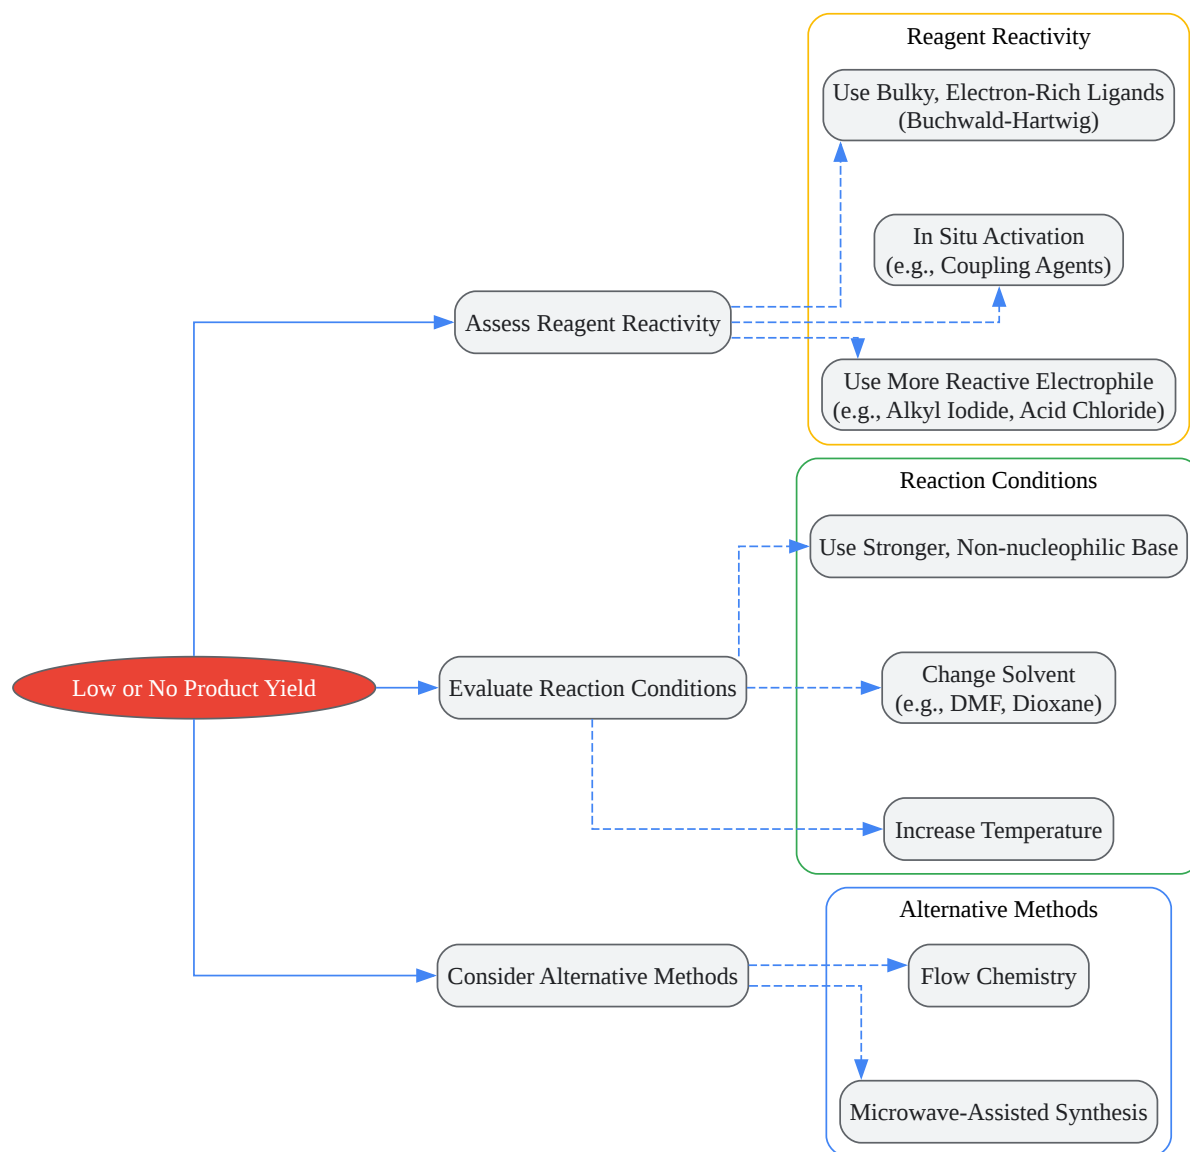 Reagent Reactivity
Use Bulky, Electron-Rich Ligands
(Buchwald-Hartwig)
In Situ Activation
(e.g., Coupling Agents)
Assess Reagent Reactivity
Use More Reactive Electrophile
(e.g., Alkyl Iodide, Acid Chloride)
Reaction Conditions
Use Stronger, Non-nucleophilic Base
Low or No Product Yield
Evaluate Reaction Conditions
Change Solvent
(e.g., DMF, Dioxane)
Increase Temperature
Alternative Methods
Consider Alternative Methods
Flow Chemistry
Microwave-Assisted Synthesis